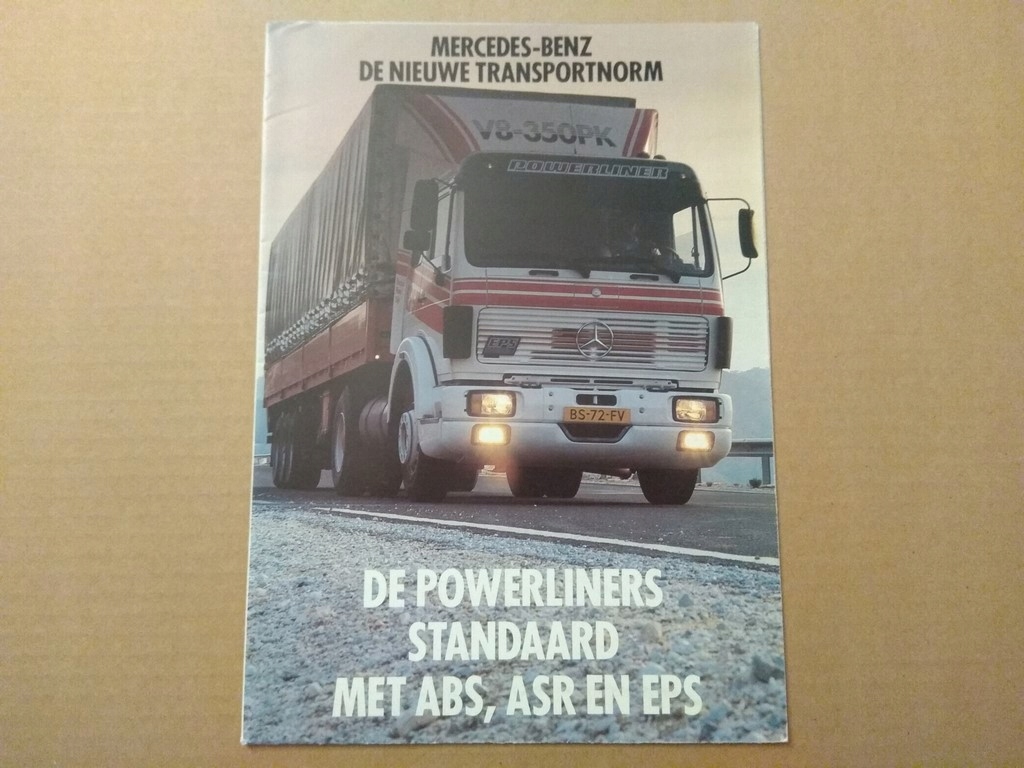 MERCEDES-BENZ
DE NIEUWE TRANSPORTNORM
V8-350PK
POWERLINER
EPS
BS-72-FV
DE POWERLINERS
STANDAARD
MET ABS, ASR EN EPS